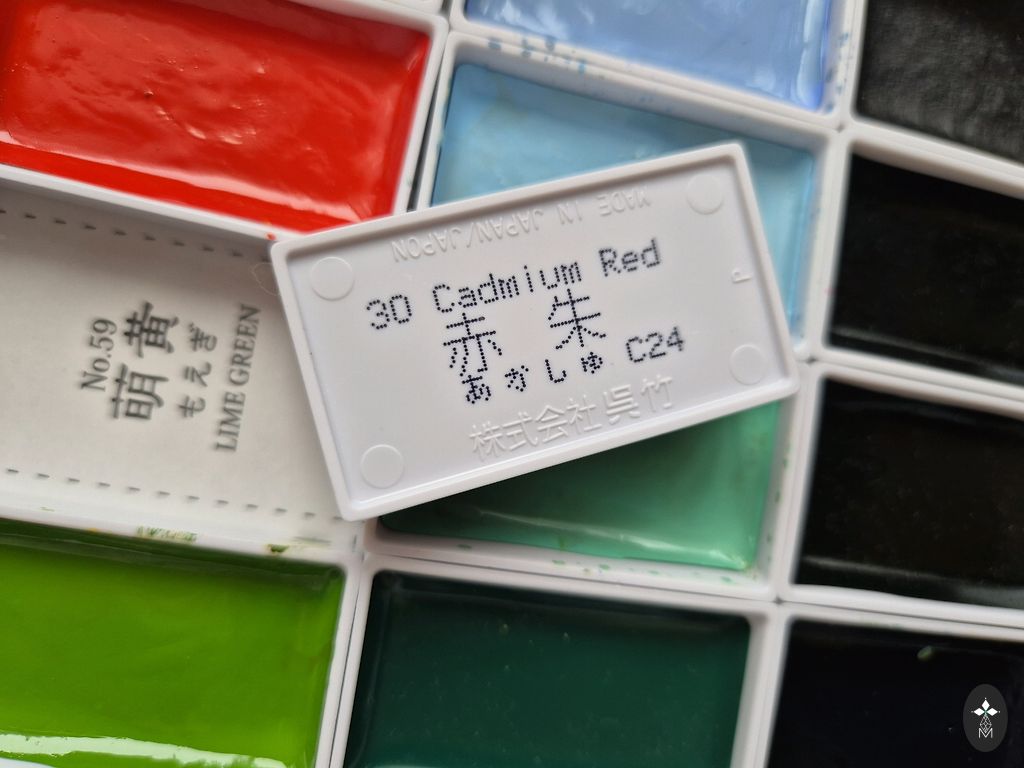 MADE IN JAPAN/JAPON
P
30 Cadmium Red
赤 朱
あかしゅ C24
株式会社 呉竹
No.59
萌黄
もえぎ
LIME GREEN
M